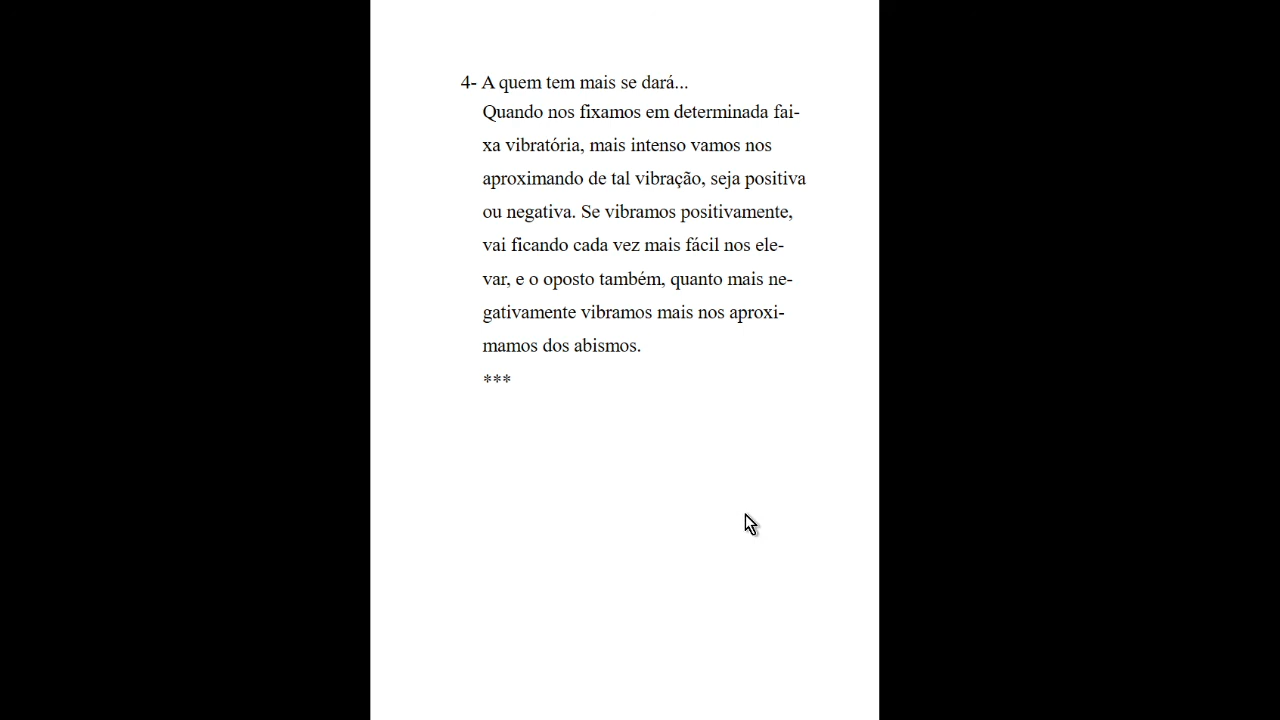 4- A quem tem mais se dará...
Quando nos fixamos em determinada fai-
xa vibratória, mais intenso vamos nos
aproximando de tal vibração, seja positiva
ou negativa. Se vibramos positivamente,
vai ficando cada vez mais fácil nos ele-
var, e o oposto também, quanto mais ne-
gativamente vibramos mais nos aproxi-
mamos dos abismos.
***